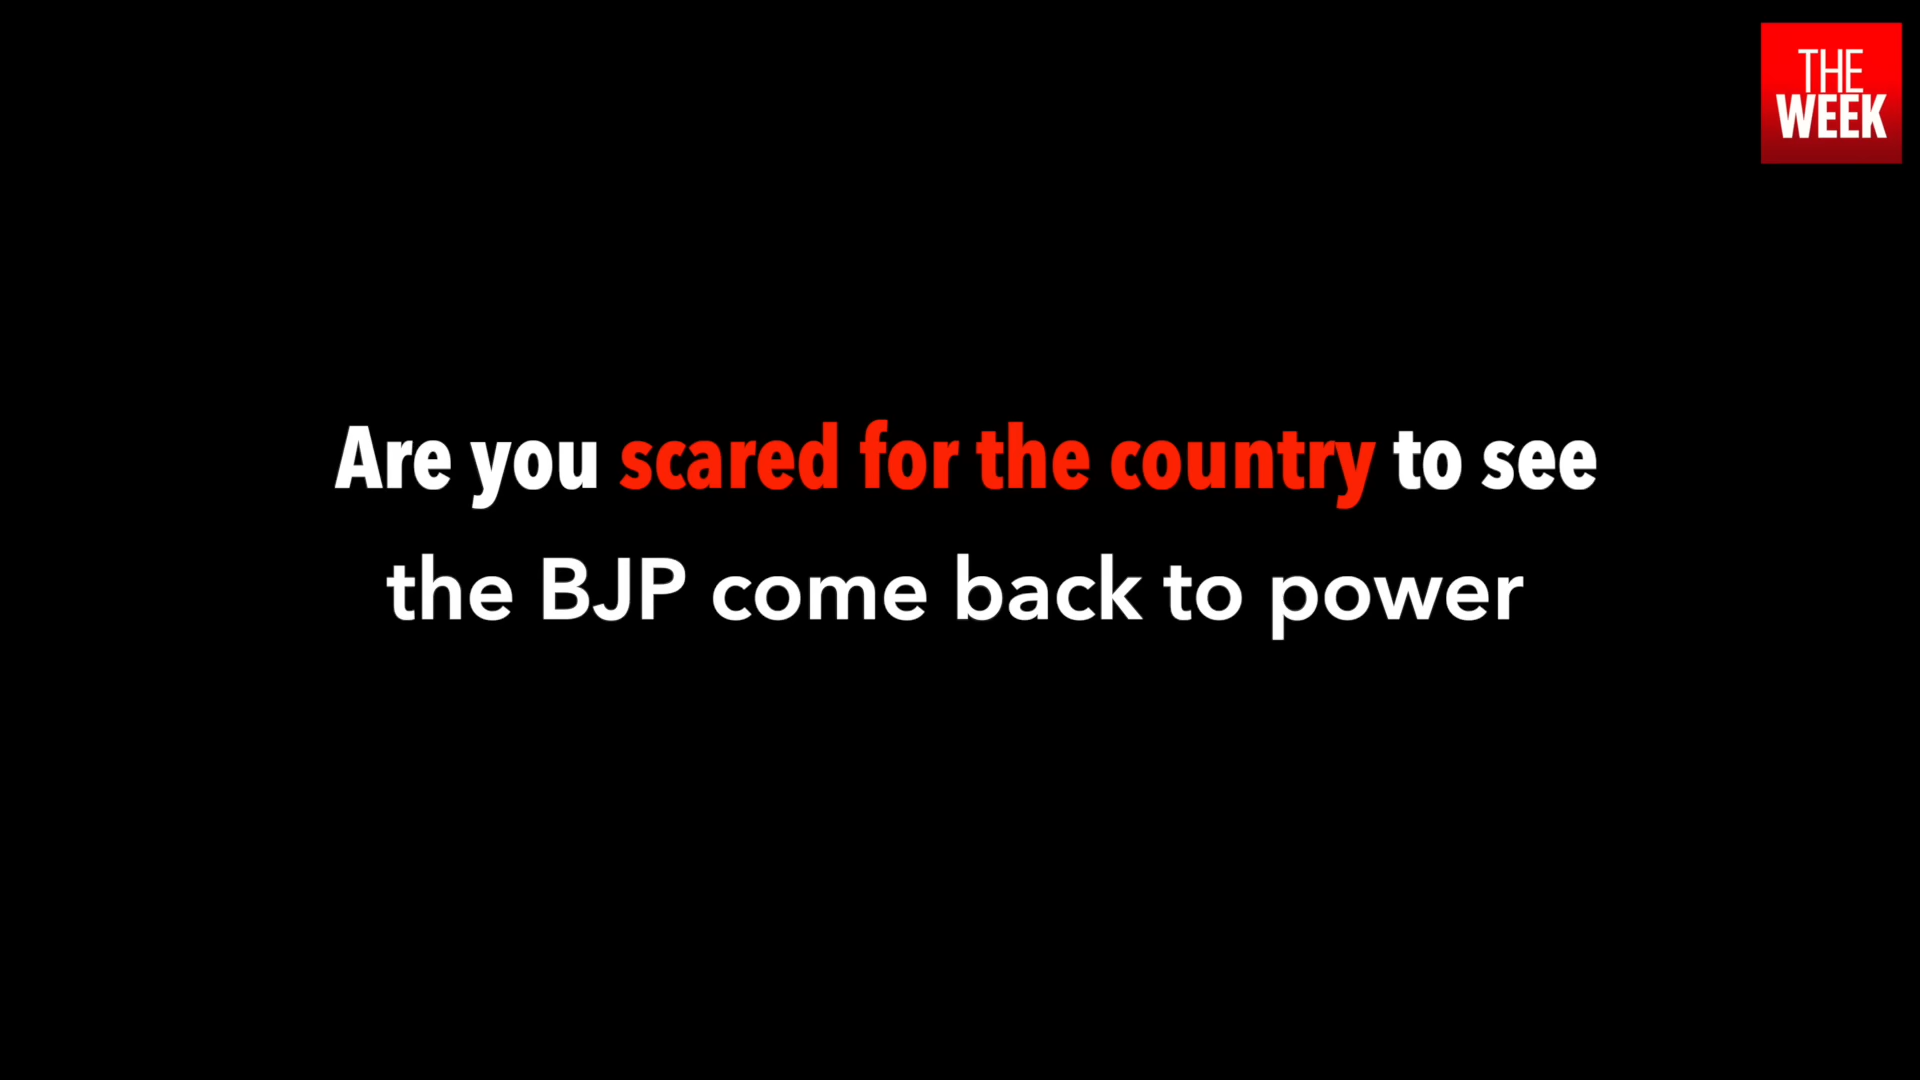 THE
WEEK
Are you scared for the country to see
the BJP come back to power